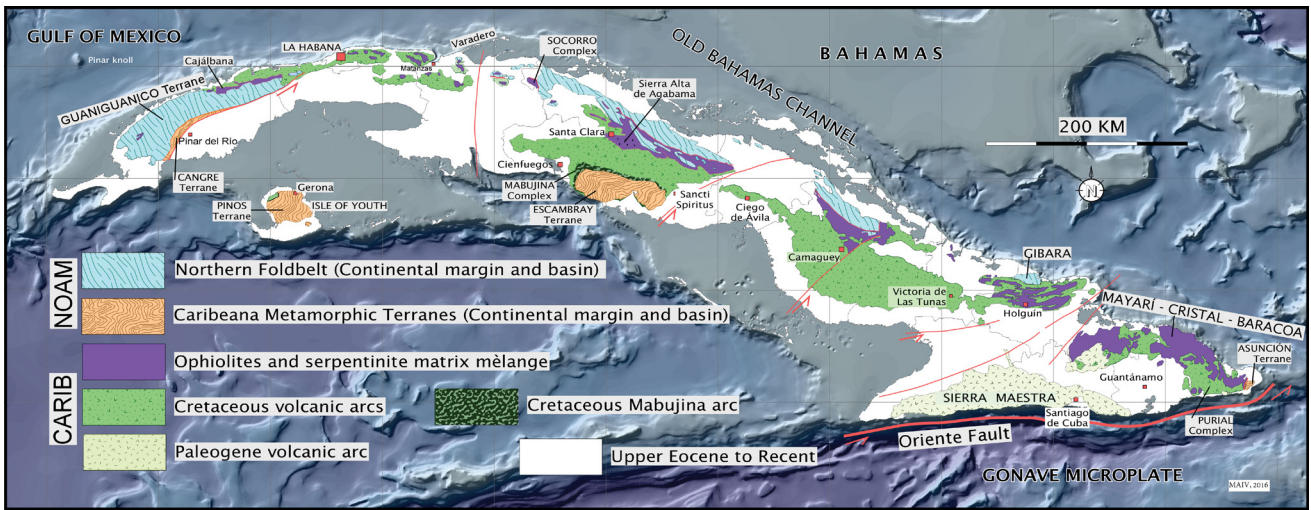 GULF OF MEXICO
Pinar knoll
LA HABANA
Cajálbana
Varadero
Matanzas
SOCORRO
Complex
OLD BAHAMAS CHANNEL
BAHAMAS
Sierra Alta
de Agabama
GUANIGUANICO Terrane
Pinar del Río
Santa Clara
200 KM
Cienfuegos
N
CANGRE
Terrane
MABUJINA
Complex
Gerona
PINOS
Terrane
ISLE OF YOUTH
ESCAMBRAY
Terrane
Sancti
Spiritus
Ciego
de Ávila
Camaguey
GIBARA
Victoria de
Las Tunas
Holguín
MAYARÍ - CRISTAL - BARACOA
ASUNCIÓN
Terrane
Guantánamo
SIERRA MAESTRA
Santiago
de Cuba
PURIAL
Complex
Oriente Fault
GONAVE MICROPLATE
MAIV, 2016
NOAM
Northern Foldbelt (Continental margin and basin)
Caribeana Metamorphic Terranes (Continental margin and basin)
CARIB
Ophiolites and serpentinite matrix mèlange
Cretaceous volcanic arcs
Cretaceous Mabujina arc
Paleogene volcanic arc
Upper Eocene to Recent